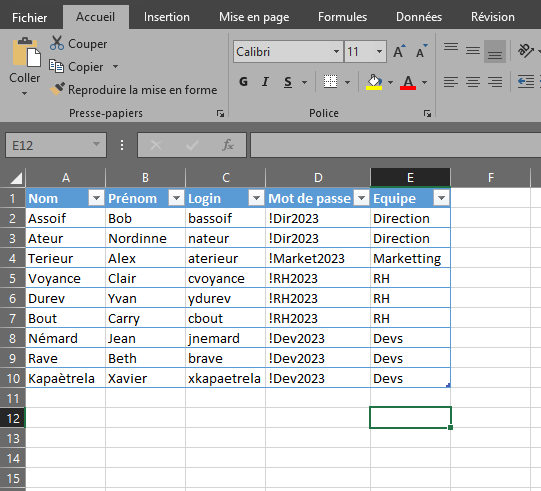 Fichier Accueil Insertion Mise en page Formules Données Révision
Couper
Copier
Reproduire la mise en forme
Coller
Calibri 11 A A
G I S A
Presse-papiers Police
E12 fx
A B C D E F
1 Nom Prénom Login Mot de passe Equipe
2 Assoif Bob bassoif !Dir2023 Direction
3 Ateur Nordinne nateur !Dir2023 Direction
4 Terieur Alex aterieur !Market2023 Marketting
5 Voyance Clair cvoyance !RH2023 RH
6 Durev Yvan ydurev !RH2023 RH
7 Bout Carry cbout !RH2023 RH
8 Némard Jean jnemard !Dev2023 Devs
9 Rave Beth brave !Dev2023 Devs
10 Kapaètrela Xavier xkapaetrela !Dev2023 Devs
11
12
13
14
15